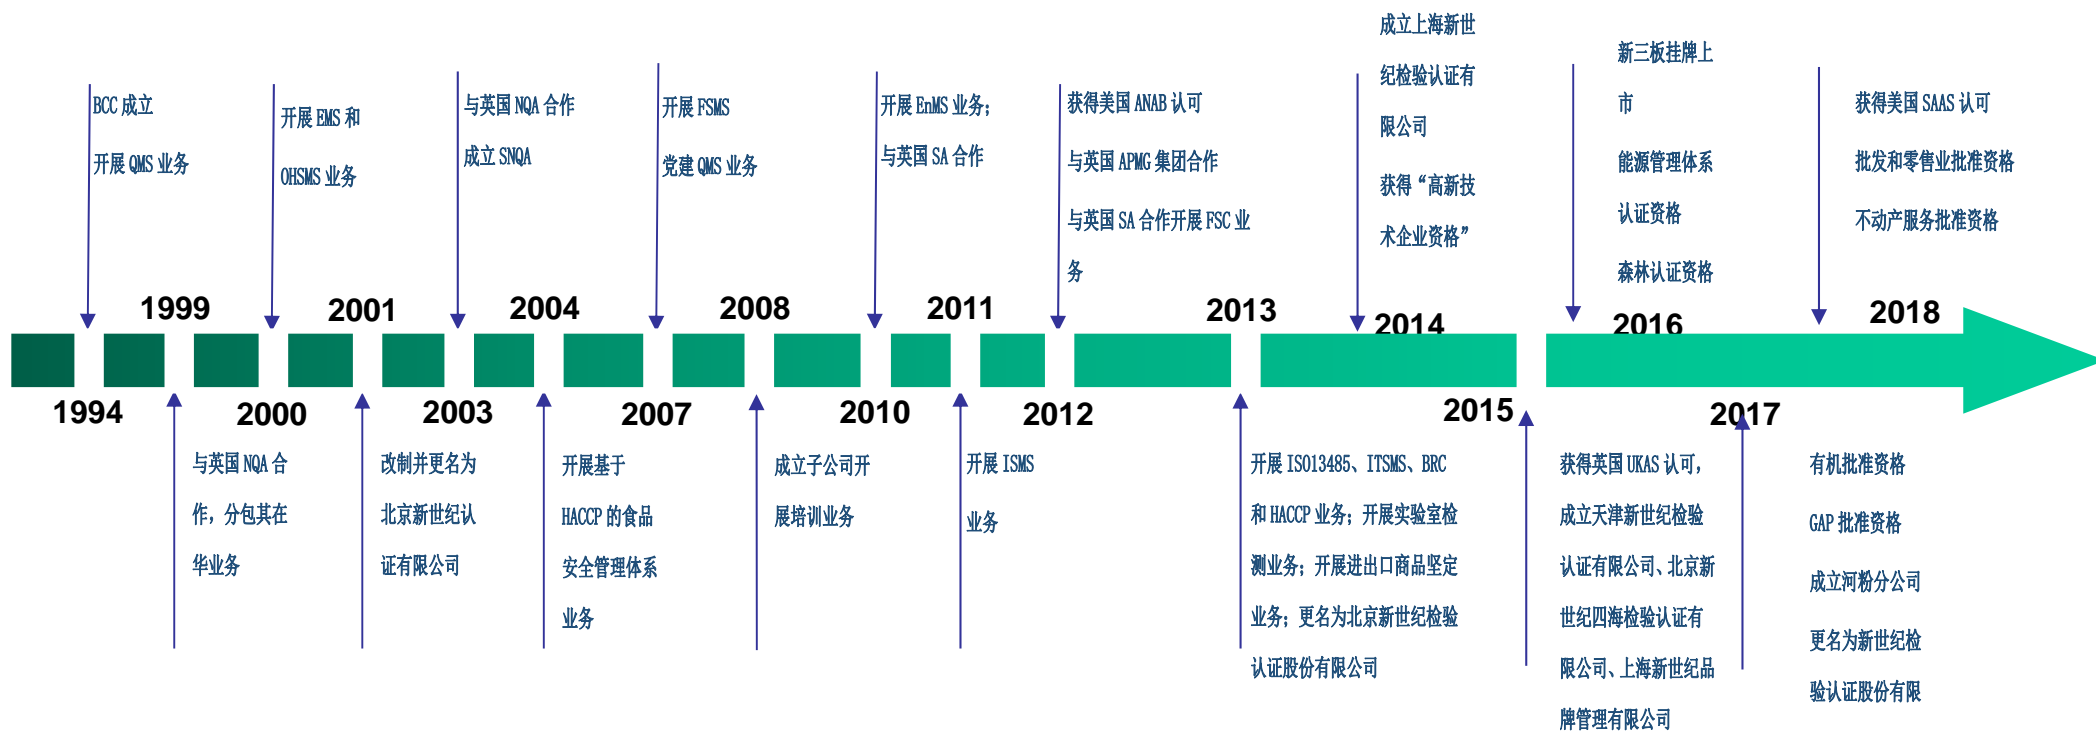 BCC 成立
开展 QMS 业务
开展 EMS 和
OHSMS 业务
与英国 NQA 合作
成立 SNQA
开展 FSMS
党建 QMS 业务
开展 EnMS 业务;
与英国 SA 合作
获得美国 ANAB 认可
与英国 APMG 集团合作
与英国 SA 合作开展 FSC 业
务
成立上海新世
纪检验认证有
限公司
获得“高新技
术企业资格”
新三板挂牌上
市
能源管理体系
认证资格
森林认证资格
获得美国 SAAS 认可
批发和零售业批准资格
不动产服务批准资格
1999
2001
2004
2008
2011
2013
2014
2016
2018
1994
2000
2003
2007
2010
2012
2015
2017
与英国 NQA 合
作，分包其在
华业务
改制并更名为
北京新世纪认
证有限公司
开展基于
HACCP 的食品
安全管理体系
业务
成立子公司开
展培训业务
开展 ISMS
业务
开展 ISO13485、ITSMS、BRC
和 HACCP 业务；开展实验室检
测业务；开展进出口商品坚定
业务；更名为北京新世纪检验
认证股份有限公司
获得英国 UKAS 认可，
成立天津新世纪检验
认证有限公司、北京新
世纪四海检验认证有
限公司、上海新世纪品
牌管理有限公司
有机批准资格
GAP 批准资格
成立河粉分公司
更名为新世纪检
验认证股份有限